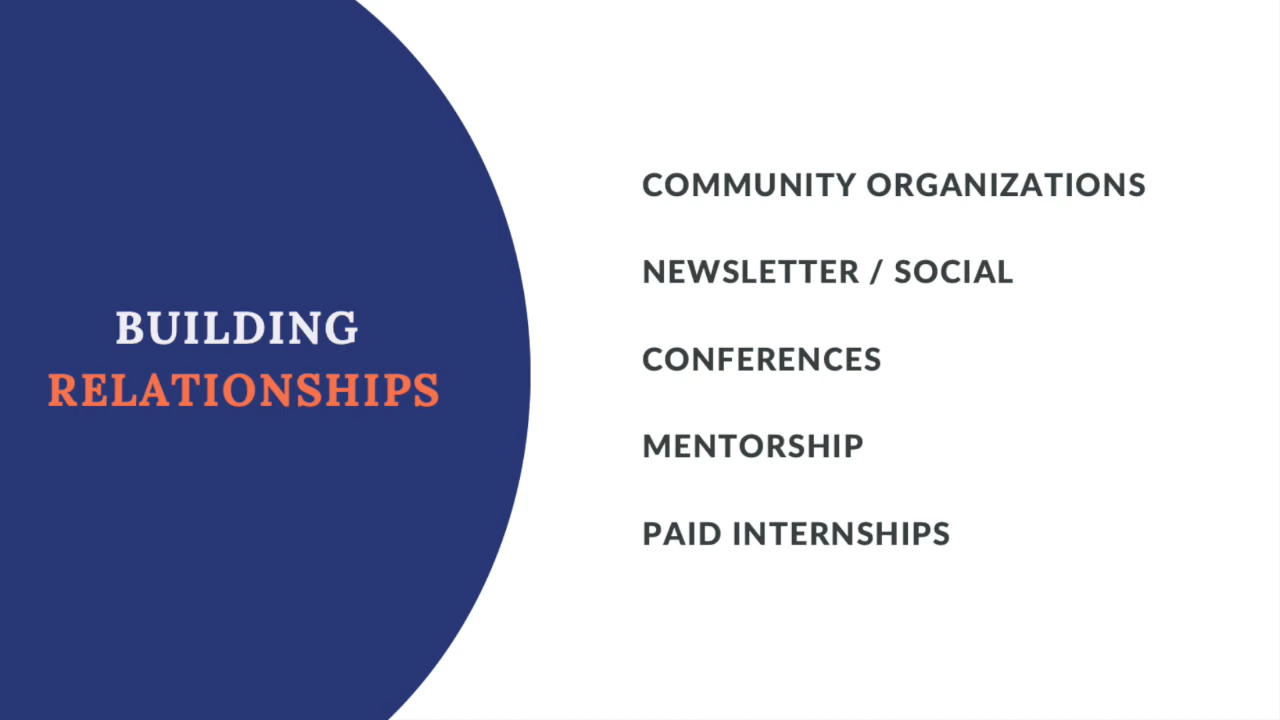 BUILDING
RELATIONSHIPS
COMMUNITY ORGANIZATIONS
NEWSLETTER / SOCIAL
CONFERENCES
MENTORSHIP
PAID INTERNSHIPS